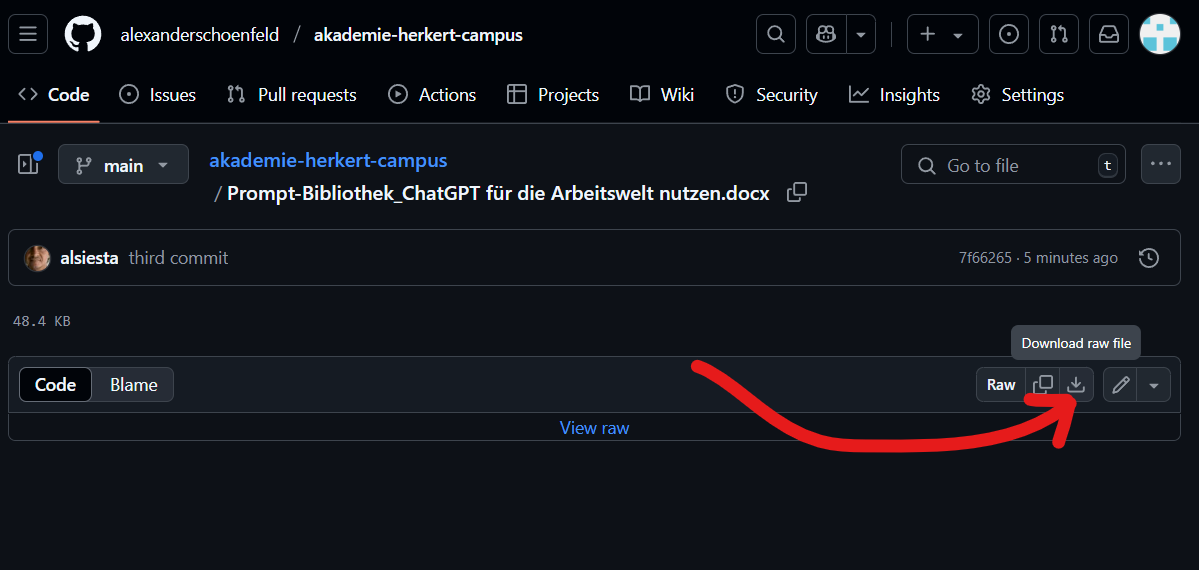 alexanderschoenfeld / akademie-herkert-campus
Code Issues Pull requests Actions Projects Wiki Security Insights Settings
main
akademie-herkert-campus
/ Prompt-Bibliothek_ChatGPT für die Arbeitswelt nutzen.docx
Go to file t
alsiesta third commit 7f66265 · 5 minutes ago
48.4 KB
Download raw file
Code Blame Raw
View raw